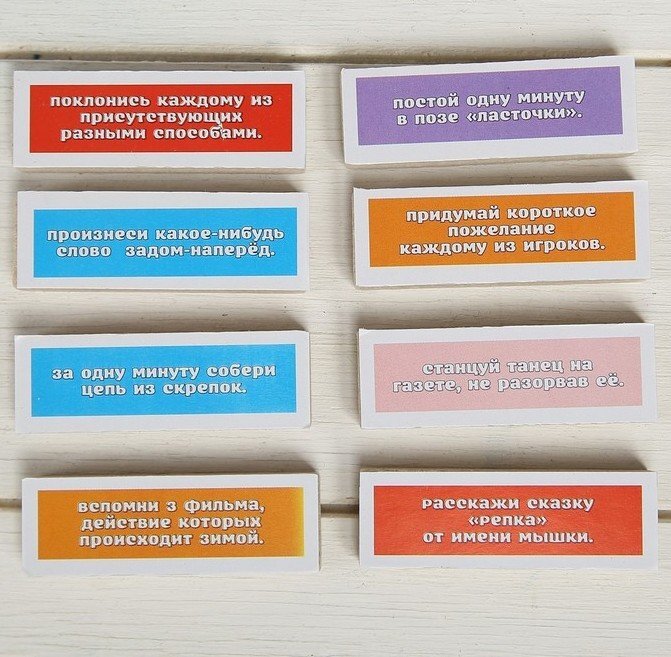 поклонись каждому из
присутствующих
разными способами.
постой одну минуту
в позе «ласточки».
произнеси какое-нибудь
слово задом-наперёд.
придумай короткое
пожелание
каждому из игроков.
за одну минуту собери
цепь из скрепок.
станцуй танец на
газете, не разорвав её.
вспомни 3 фильма,
действие которых
происходит зимой.
расскажи сказку
«репка»
от имени мышки.